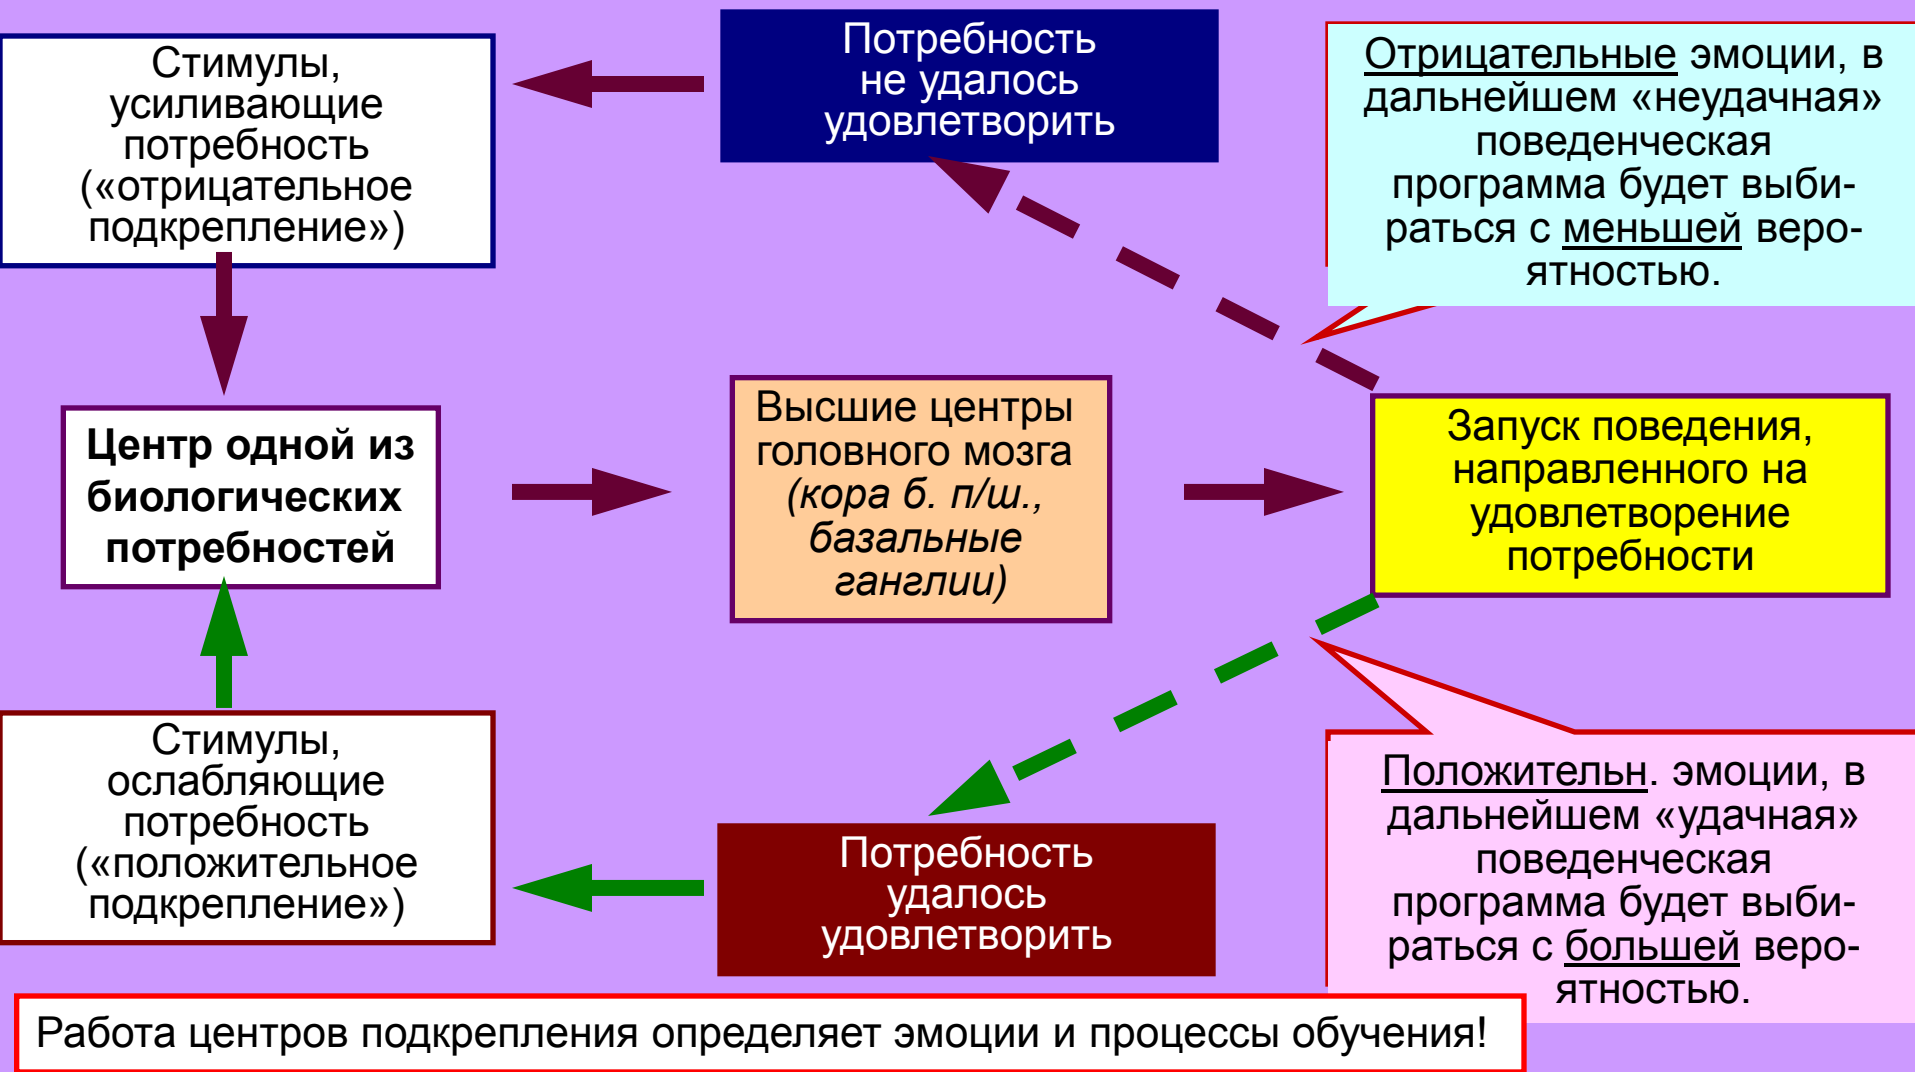 Стимулы,
усиливающие
потребность
(«отрицательное
подкрепление»)
Потребность
не удалось
удовлетворить
Отрицательные эмоции, в
дальнейшем «неудачная»
поведенческая
программа будет выби-
раться с меньшей веро-
ятностью.
Центр одной из
биологических
потребностей
Высшие центры
головного мозга
(кора б. п/ш.,
базальные
ганглии)
Запуск поведения,
направленного на
удовлетворение
потребности
Стимулы,
ослабляющие
потребность
(«положительное
подкрепление»)
Потребность
удалось
удовлетворить
Положительн. эмоции, в
дальнейшем «удачная»
поведенческая
программа будет выби-
раться с большей веро-
ятностью.
Работа центров подкрепления определяет эмоции и процессы обучения!